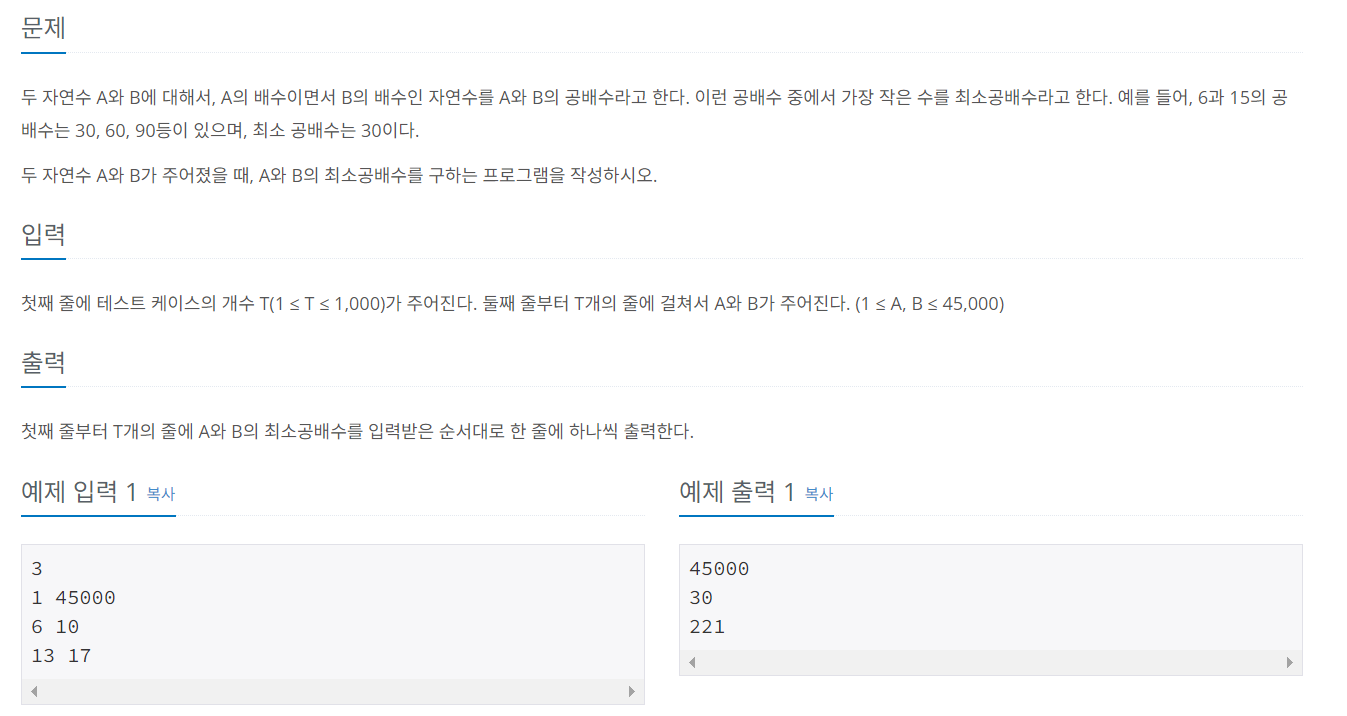 문제
두 자연수 A와 B에 대해서, A의 배수이면서 B의 배수인 자연수를 A와 B의 공배수라고 한다. 이런 공배수 중에서 가장 작은 수를 최소공배수라고 한다. 예를 들어, 6과 15의 공
배수는 30, 60, 90등이 있으며, 최소 공배수는 30이다.
두 자연수 A와 B가 주어졌을 때, A와 B의 최소공배수를 구하는 프로그램을 작성하시오.
입력
첫째 줄에 테스트 케이스의 개수 T(1 ≤ T ≤ 1,000)가 주어진다. 둘째 줄부터 T개의 줄에 걸쳐서 A와 B가 주어진다. (1 ≤ A, B ≤ 45,000)
출력
첫째 줄부터 T개의 줄에 A와 B의 최소공배수를 입력받은 순서대로 한 줄에 하나씩 출력한다.
예제 입력 1 복사
3
1 45000
6 10
13 17
예제 출력 1 복사
45000
30
221